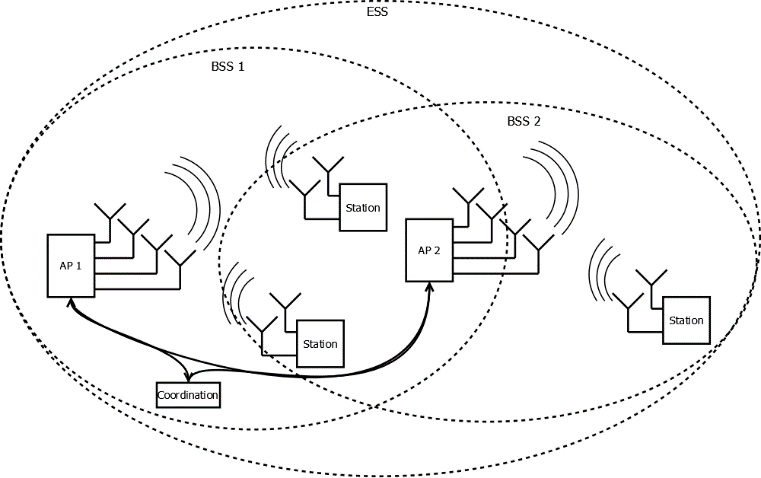 ESS
BSS 1
BSS 2
Station
AP 1
AP 2
Station
Station
Coordination